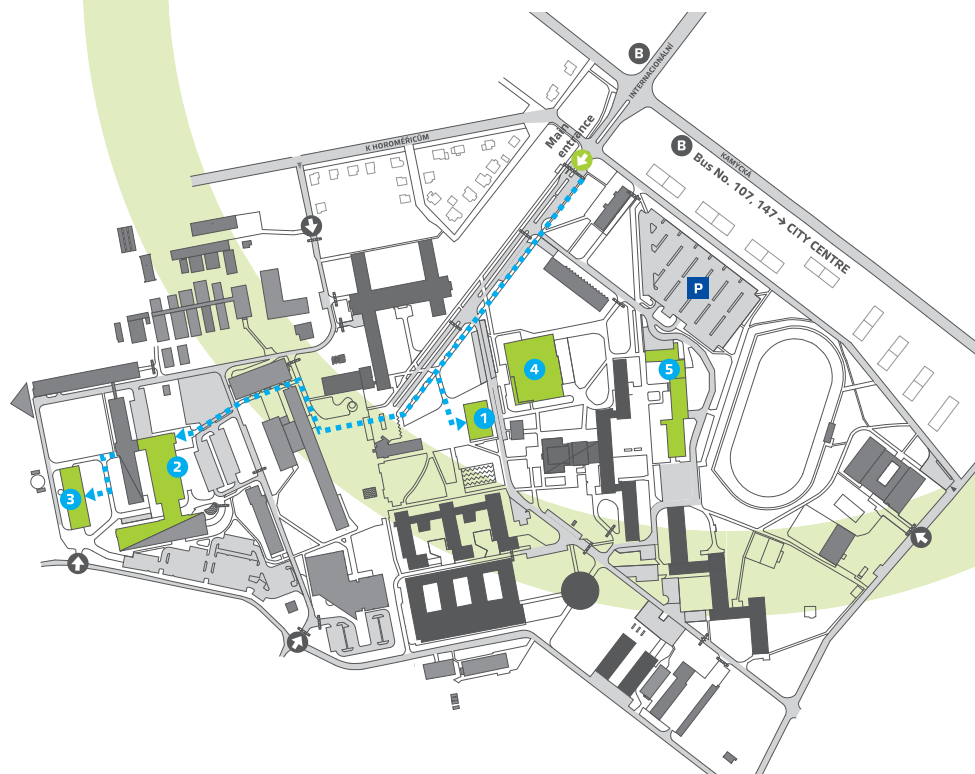 B
INTERNACIONÁLNÍ
Main
entrance
K HOROMĚŘICŮM
B
KAMÝCKÁ
Bus No. 107, 147 → CITY CENTRE
P
4
5
1
2
3